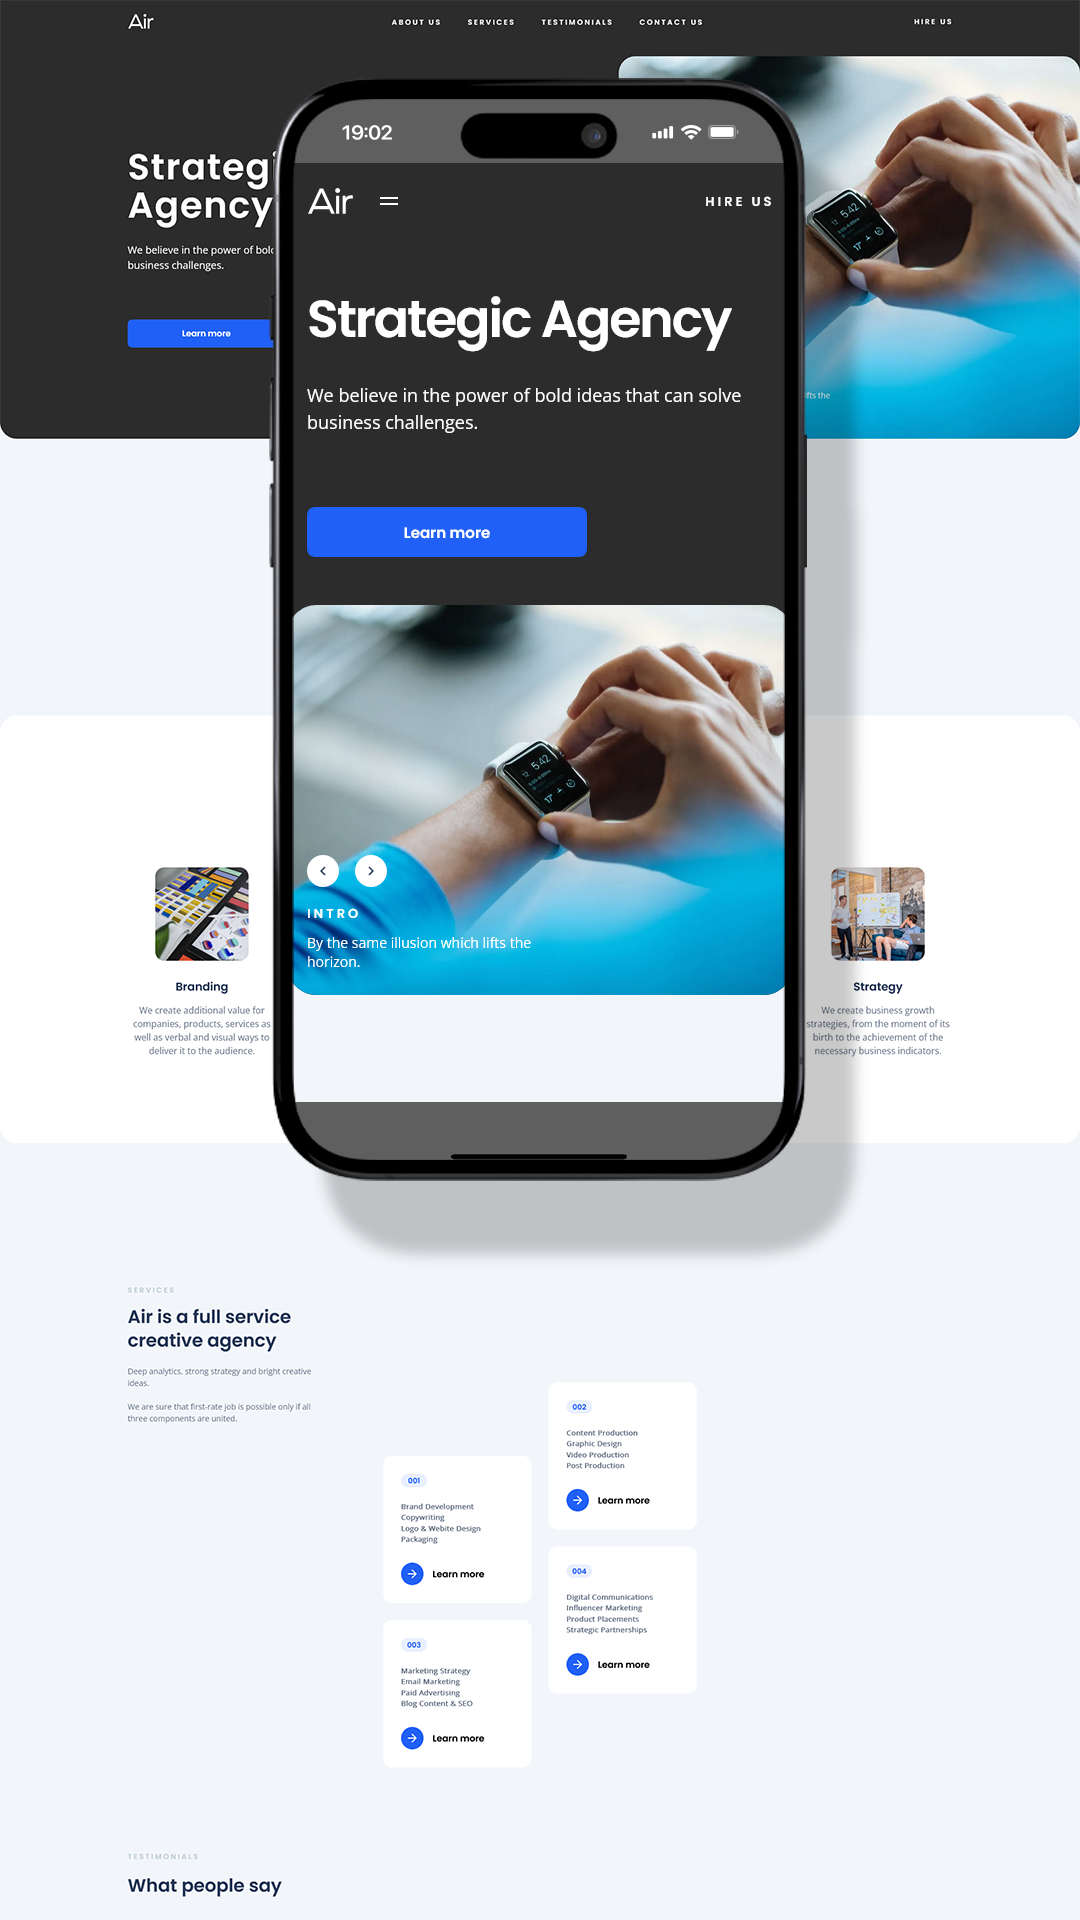 Air
ABOUT US
SERVICES
TESTIMONIALS
CONTACT US
HIRE US
Strategi
Agency
We believe in the power of bold
business challenges.
Learn more
lifts the
19:02
Air
HIRE US
Strategic Agency
We believe in the power of bold ideas that can solve
business challenges.
Learn more
5:42
INTRO
By the same illusion which lifts the
horizon.
Branding
We create additional value for
companies, products, services as
well as verbal and visual ways to
deliver it to the audience.
Strategy
We create business growth
strategies, from the moment of its
birth to the achievement of the
necessary business indicators.
SERVICES
Air is a full service
creative agency
Deep analytics, strong strategy and bright creative
ideas.
We are sure that first-rate job is possible only if all
three components are united.
001
Brand Development
Copywriting
Logo & Webite Design
Packaging
Learn more
002
Content Production
Graphic Design
Video Production
Post Production
Learn more
003
Marketing Strategy
Email Marketing
Paid Advertising
Blog Content & SEO
Learn more
004
Digital Communications
Influencer Marketing
Product Placements
Strategic Partnerships
Learn more
TESTIMONIALS
What people say